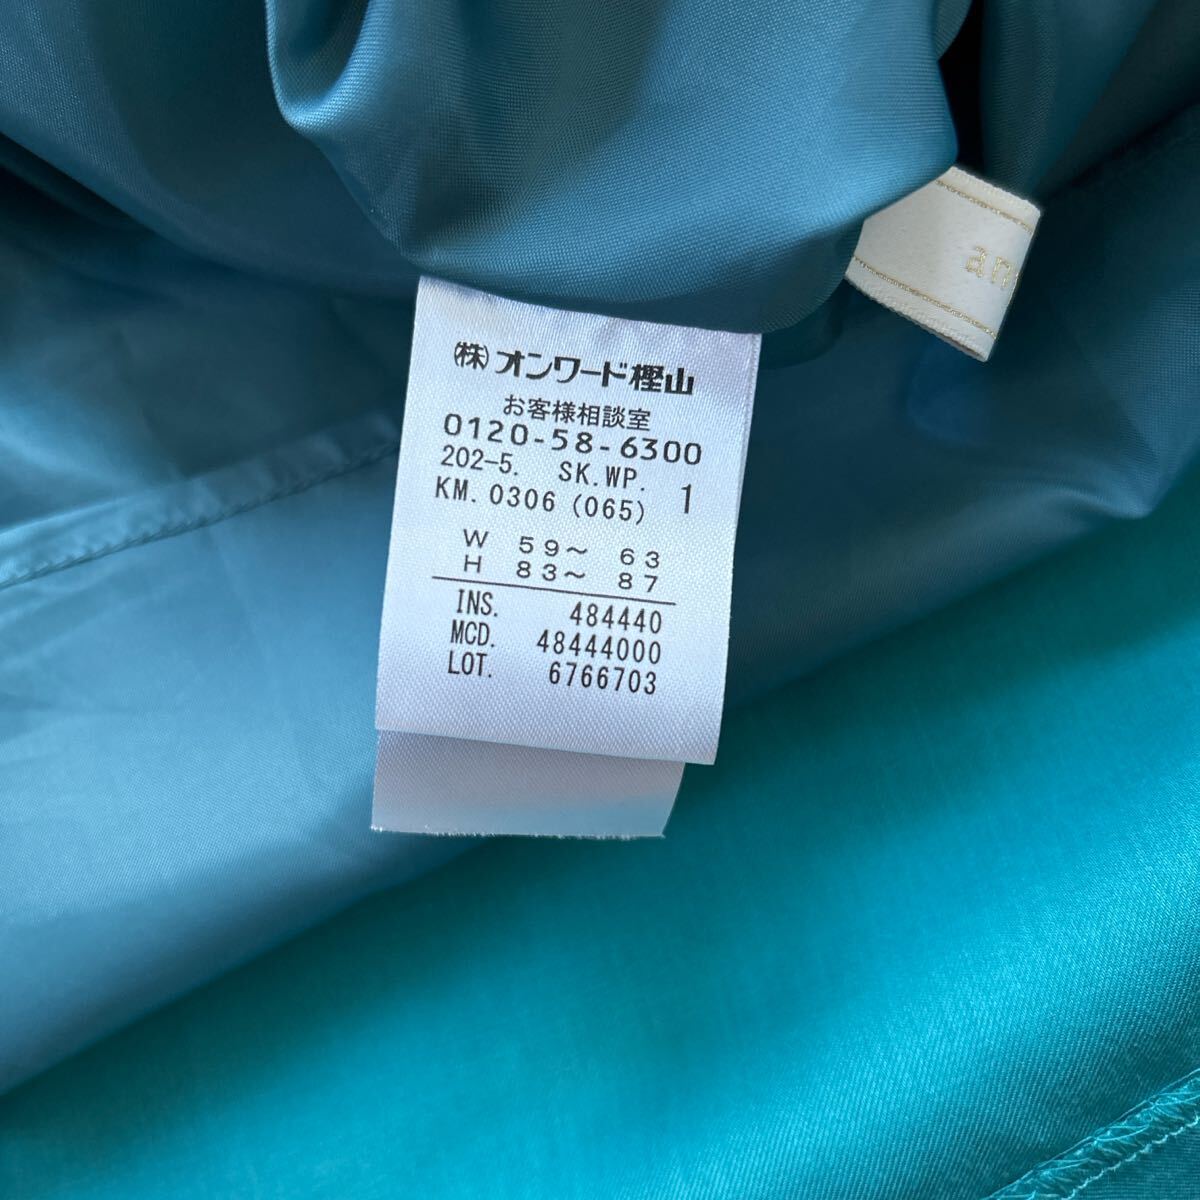 ㈱オンワード樫山
お客様相談室
0120-58-6300
202-5. SK.WP. 1
KM. 0306 (065)
W 59～ 63
H 83～ 87
INS. 484440
MCD. 48444000
LOT. 6766703